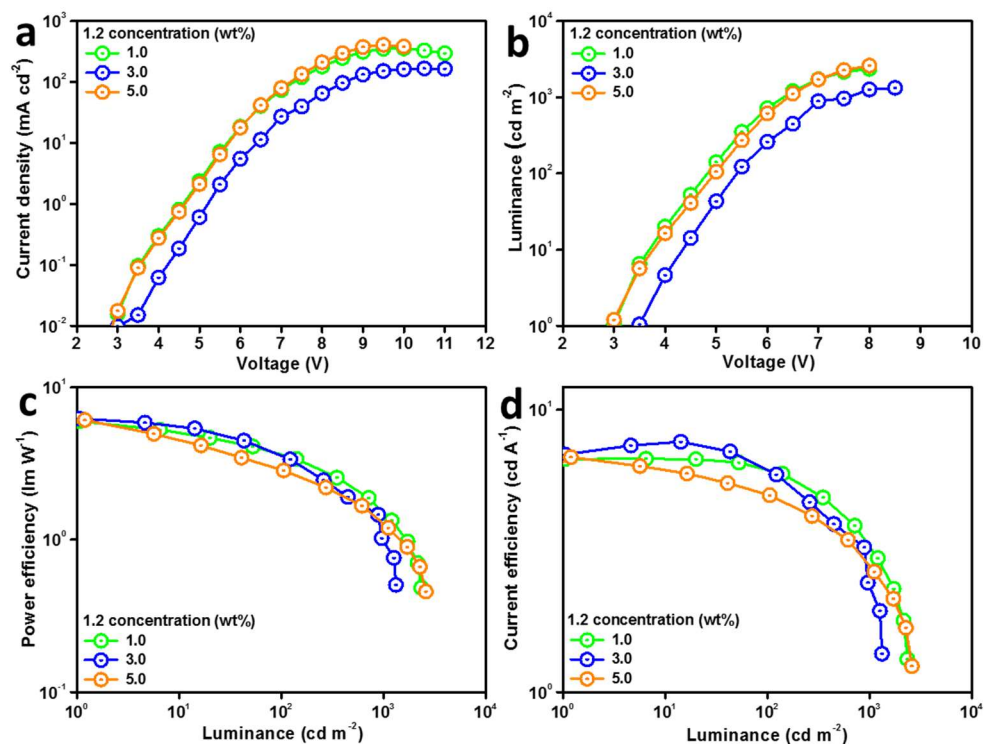 a
1.2 concentration (wt%)
1.0
3.0
5.0
Current density (mA cd⁻²)
10³
10²
10¹
10⁰
10⁻¹
10⁻²
2 3 4 5 6 7 8 9 10 11 12
Voltage (V)
b
1.2 concentration (wt%)
1.0
3.0
5.0
Luminance (cd m⁻²)
10⁴
10³
10²
10¹
10⁰
2 3 4 5 6 7 8 9 10
Voltage (V)
c
1.2 concentration (wt%)
1.0
3.0
5.0
Power efficiency (lm W⁻¹)
10¹
10⁰
10⁻¹
10⁰ 10¹ 10² 10³ 10⁴
Luminance (cd m⁻²)
d
1.2 concentration (wt%)
1.0
3.0
5.0
Current efficiency (cd A⁻¹)
10¹
10⁰
10⁰ 10¹ 10² 10³ 10⁴
Luminance (cd m⁻²)